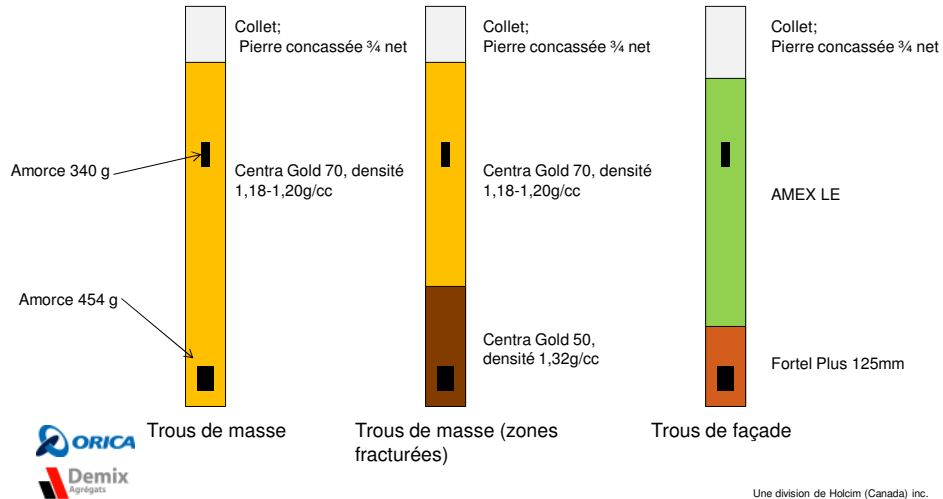 Collet;
Pierre concassée ¾ net
Collet;
Pierre concassée ¾ net
Collet;
Pierre concassée ¾ net
Amorce 340 g
Centra Gold 70, densité
1,18-1,20g/cc
Centra Gold 70, densité
1,18-1,20g/cc
AMEX LE
Amorce 454 g
Centra Gold 50,
densité 1,32g/cc
Fortel Plus 125mm
Trous de masse
Trous de masse (zones
fracturées)
Trous de façade
ORICA
Demix
Agrégats
Une division de Holcim (Canada) inc.